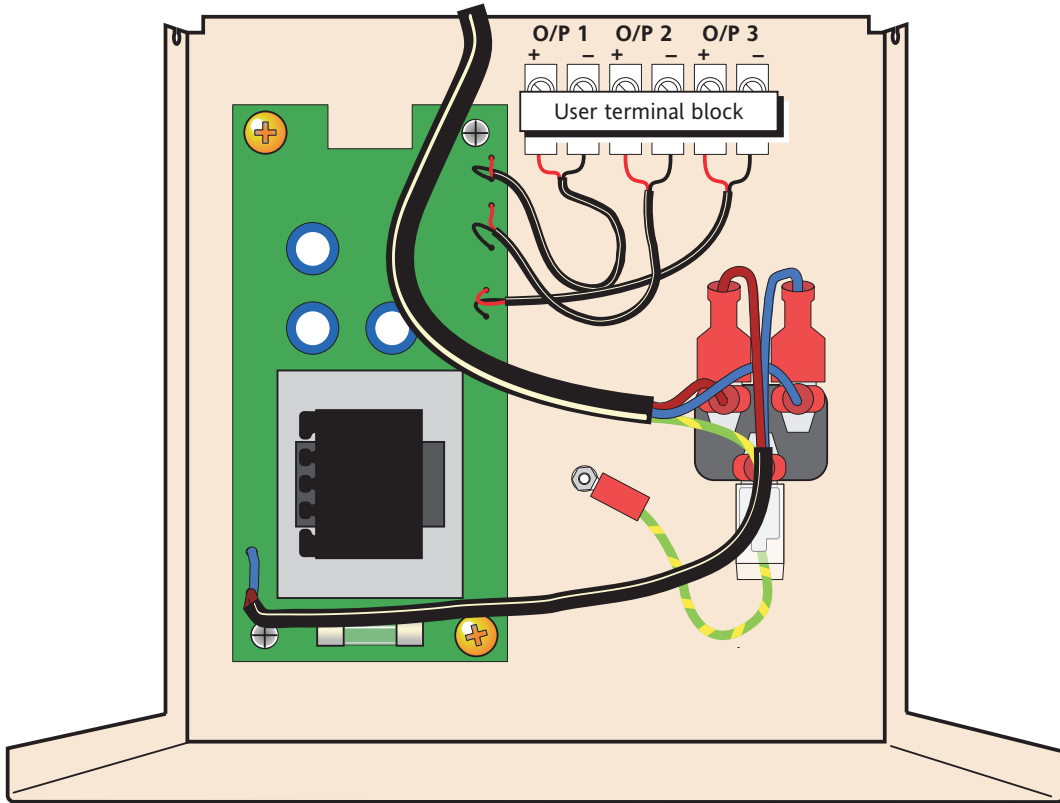 O/P 1 O/P 2 O/P 3
+ – + – + –
User terminal block